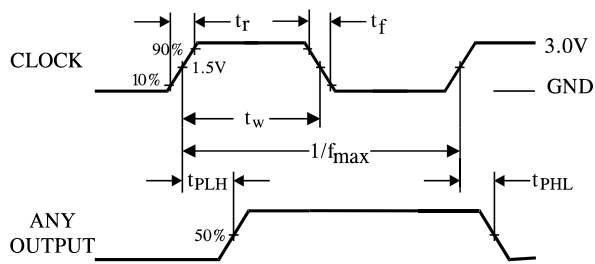 tr
tf
CLOCK
90%
1.5V
10%
3.0V
GND
tw
1/fmax
tPLH
tPHL
ANY
OUTPUT
50%